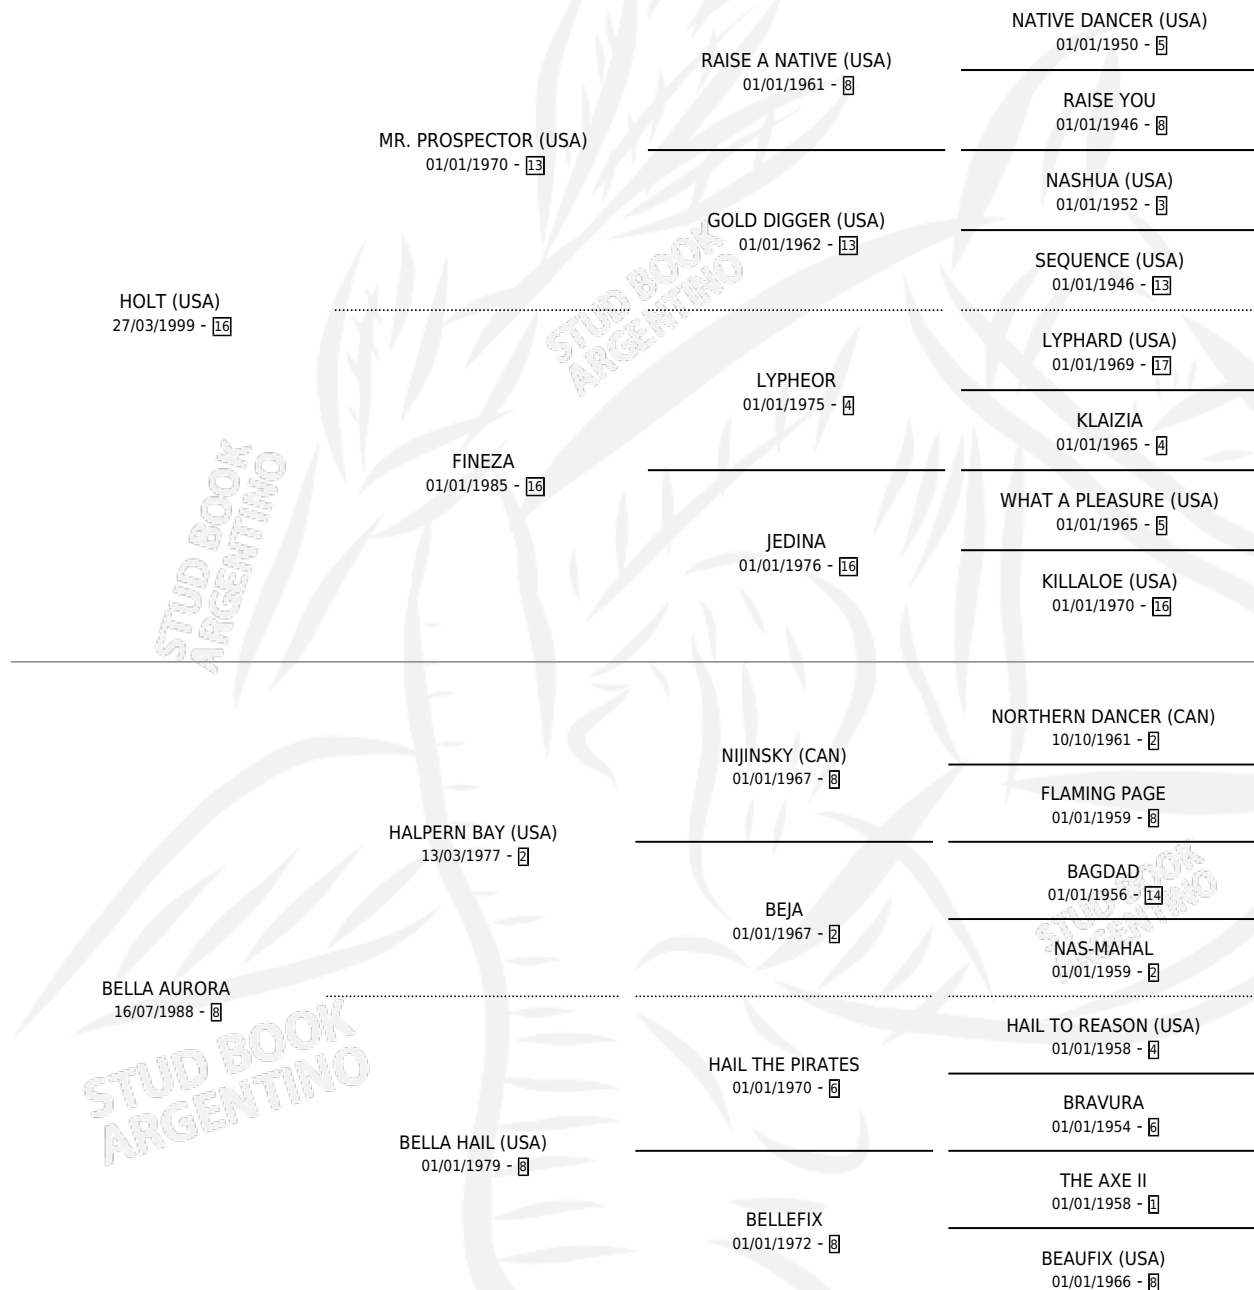 NATIVE DANCER (USA)
01/01/1950 - 5
RAISE A NATIVE (USA)
01/01/1961 - 8
RAISE YOU
01/01/1946 - 8
MR. PROSPECTOR (USA)
01/01/1970 - 13
NASHUA (USA)
01/01/1952 - 3
GOLD DIGGER (USA)
01/01/1962 - 13
SEQUENCE (USA)
01/01/1946 - 13
HOLT (USA)
27/03/1999 - 16
STUD BOOK
ARGENTINO
LYPHARD (USA)
01/01/1969 - 17
LYPHEOR
01/01/1975 - 4
KLAIZIA
01/01/1965 - 4
FINEZA
01/01/1985 - 16
WHAT A PLEASURE (USA)
01/01/1965 - 5
JEDINA
01/01/1976 - 16
KILLALOE (USA)
01/01/1970 - 16
STUD BOOK
ARGENTINO
NORTHERN DANCER (CAN)
10/10/1961 - 2
NIJINSKY (CAN)
01/01/1967 - 8
FLAMING PAGE
01/01/1959 - 8
HALPERN BAY (USA)
13/03/1977 - 2
BAGDAD
01/01/1956 - 14
BEJA
01/01/1967 - 2
STUD BOOK
ARGENTINO
NAS-MAHAL
01/01/1959 - 2
BELLA AURORA
16/07/1988 - 8
HAIL TO REASON (USA)
01/01/1958 - 4
HAIL THE PIRATES
01/01/1970 - 6
BRAVURA
01/01/1954 - 6
STUD BOOK
ARGENTINO
BELLA HAIL (USA)
01/01/1979 - 8
THE AXE II
01/01/1958 - 1
BELLEFIX
01/01/1972 - 8
BEAUFIX (USA)
01/01/1966 - 8